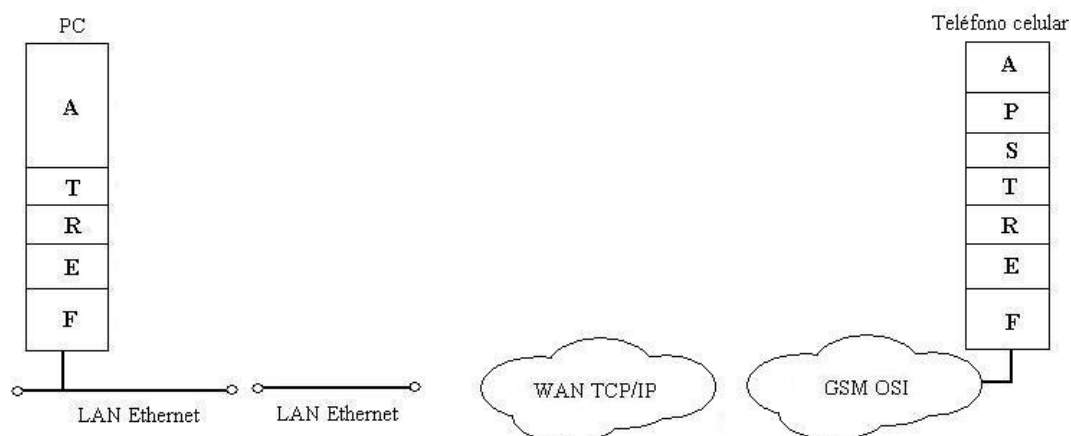 PC
A
T
R
E
F
LAN Ethernet
LAN Ethernet
WAN TCP/IP
GSM OSI
Teléfono celular
A
P
S
T
R
E
F